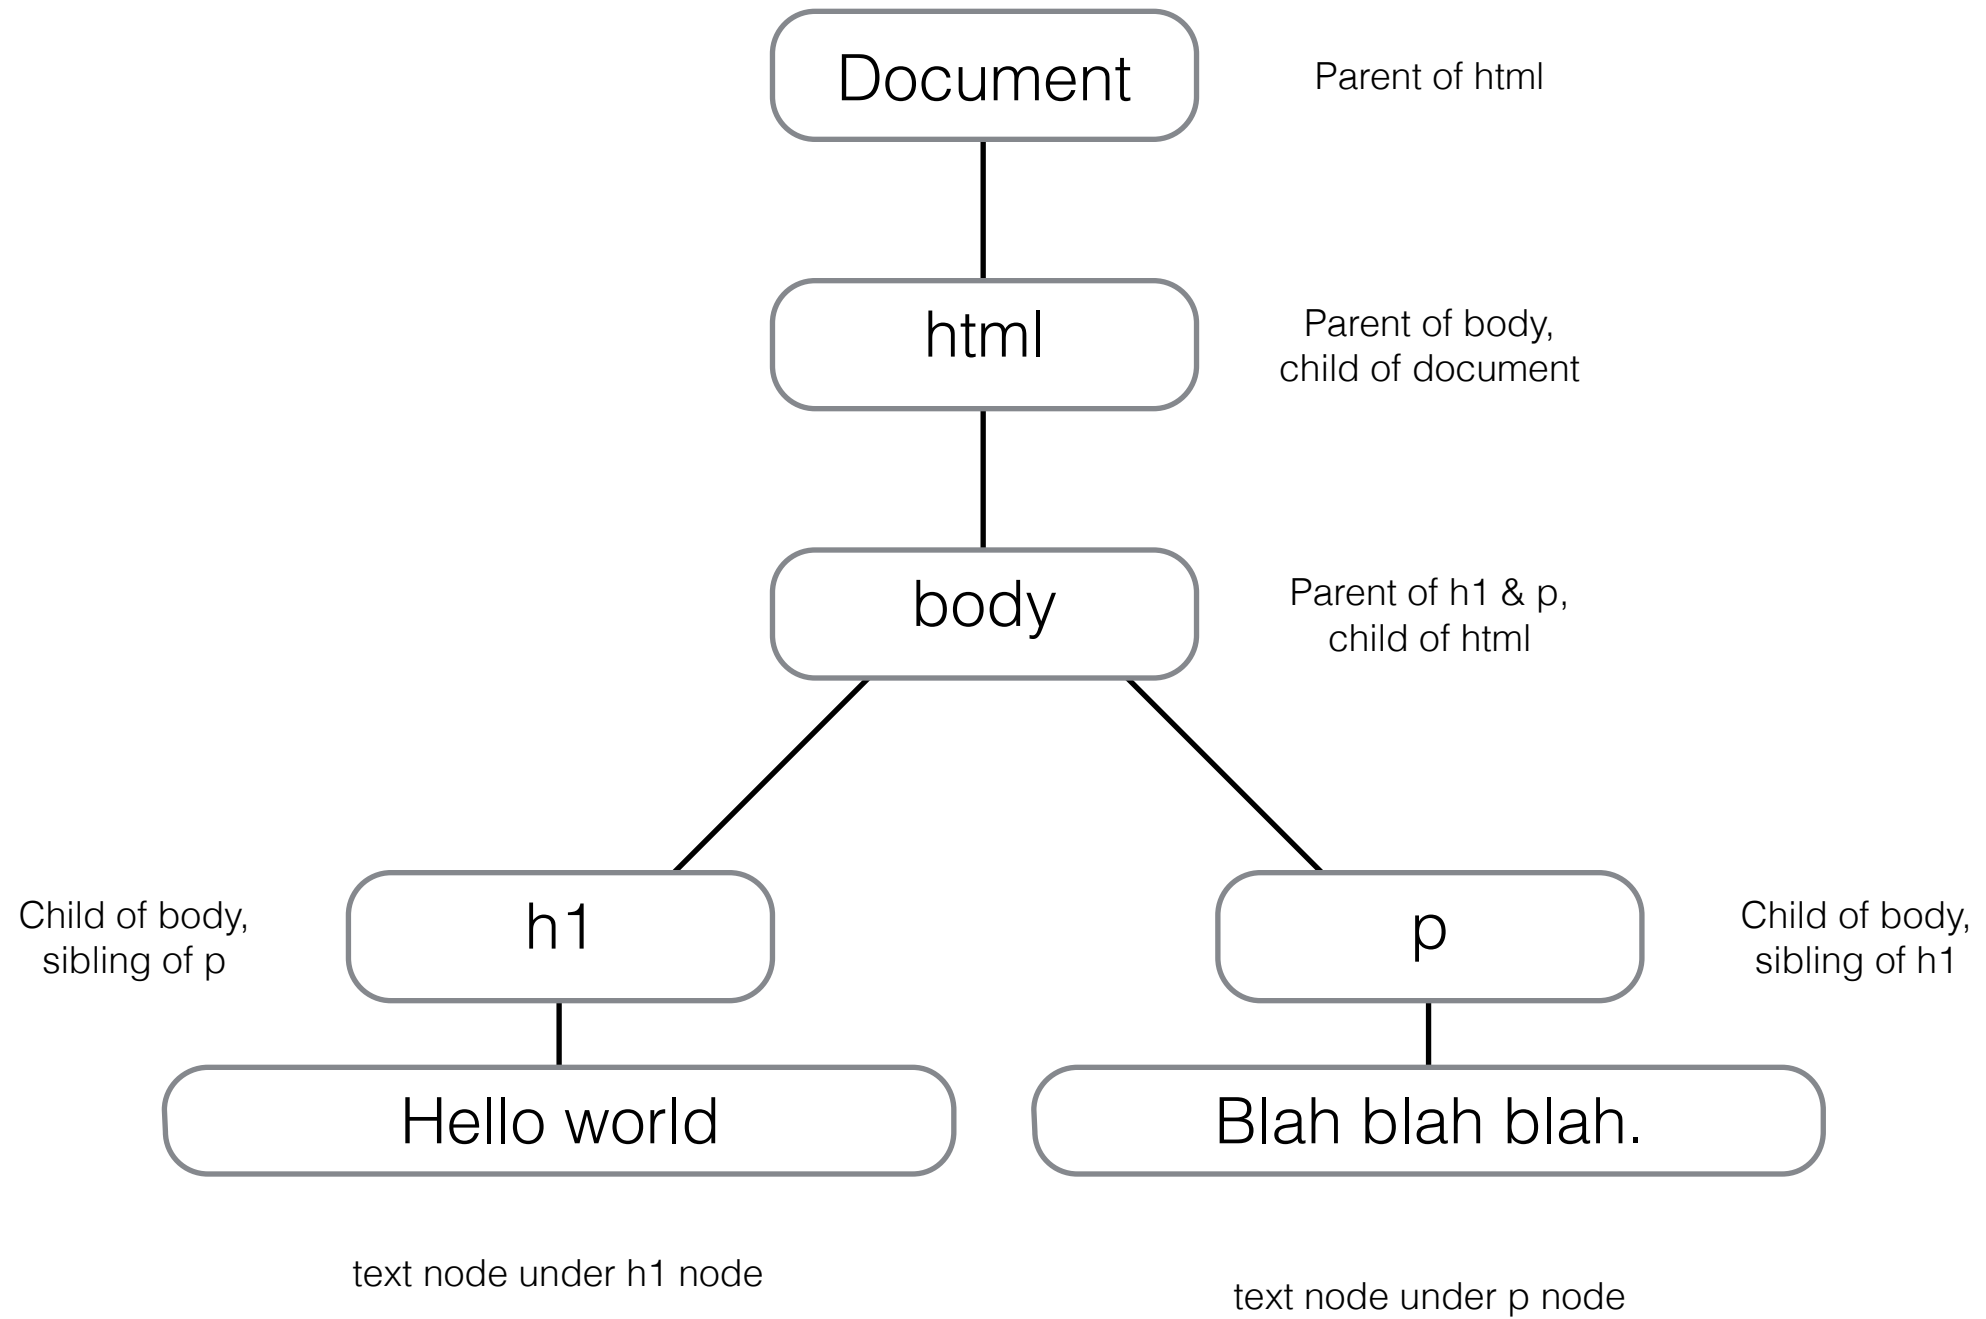 Document
Parent of html
html
Parent of body,
child of document
body
Parent of h1 & p,
child of html
Child of body,
sibling of p
h1
p
Child of body,
sibling of h1
Hello world
Blah blah blah.
text node under h1 node
text node under p node